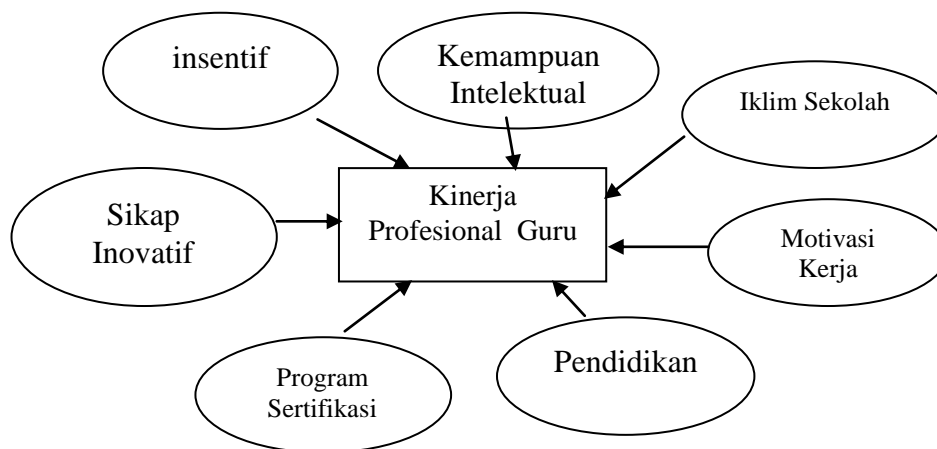 insentif
Kemampuan
Intelektual
Iklim Sekolah
Kinerja
Profesional Guru
Sikap
Inovatif
Motivasi
Kerja
Program
Sertifikasi
Pendidikan